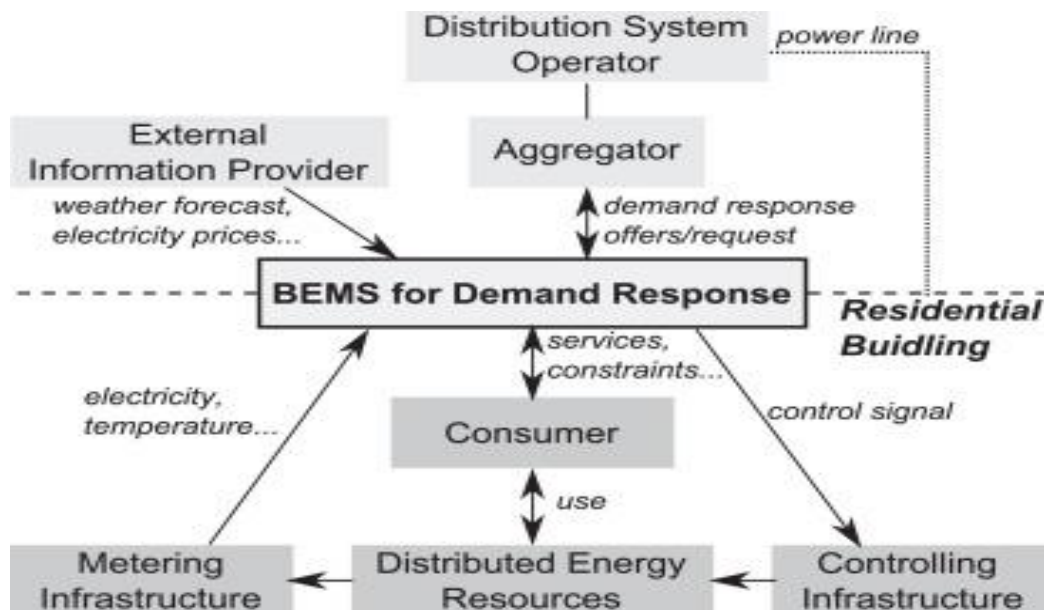 Distribution System
Operator
power line
External
Information Provider
Aggregator
weather forecast,
electricity prices...
demand response
offers/request
BEMS for Demand Response
Residential
Buidling
services,
constraints...
electricity,
temperature...
control signal
Consumer
use
Metering
Infrastructure
Distributed Energy
Resources
Controlling
Infrastructure